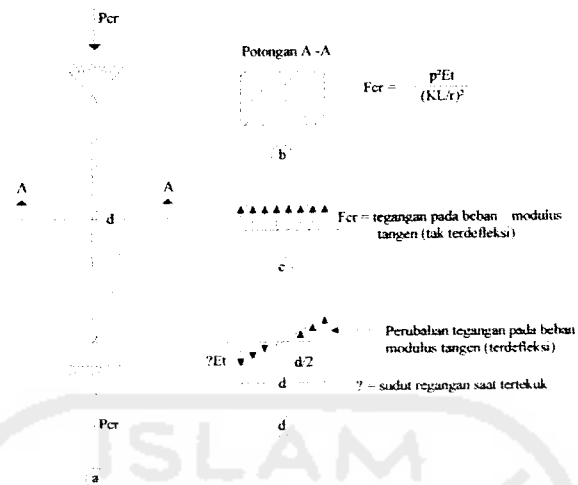 Pcr
Potongan A -A
Fcr = p²Et
(KL/r)²
b
A
A
d
Fcr = tegangan pada beban modulus
tangen (tak terdefleksi)
c
Perubahan tegangan pada beban
modulus tangen (terdefleksi)
?Et
d/2
d
? = sudut regangan saat tertekuk
Pcr
d
a
ISLAM